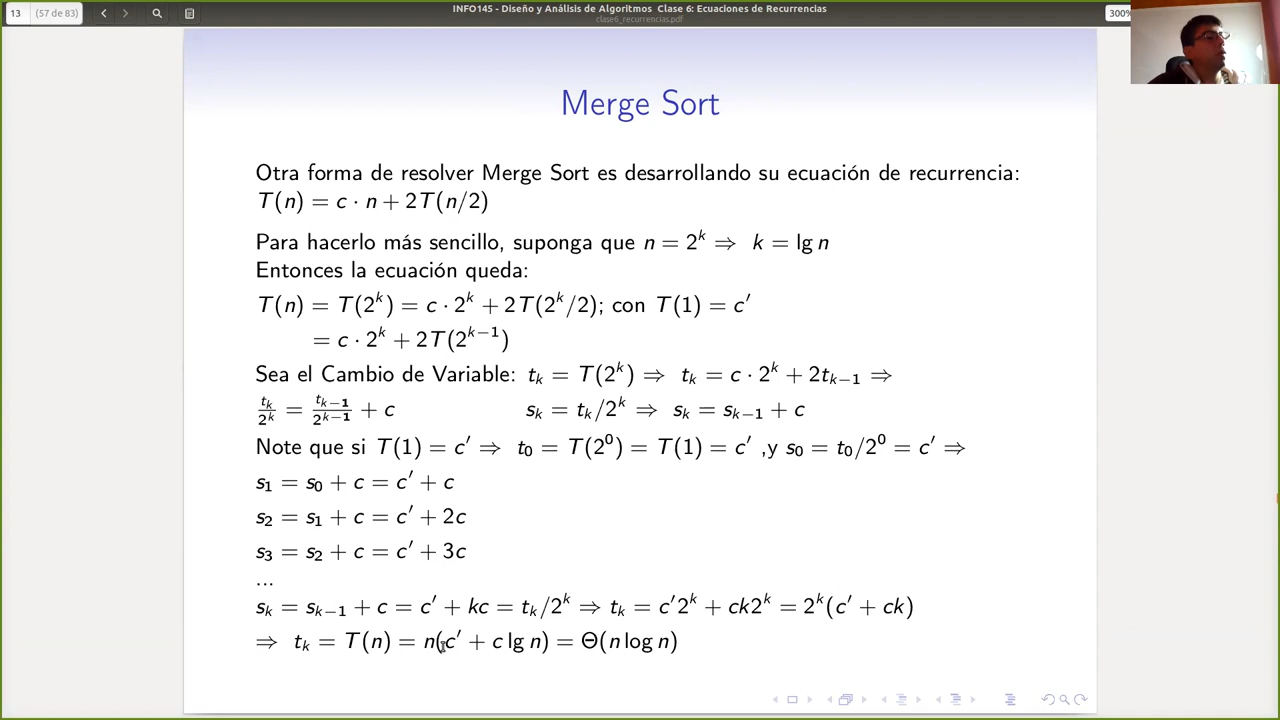 13 (57 de 83)
INFO145 - Diseño y Análisis de Algoritmos Clase 6: Ecuaciones de Recurrencias
clase6_recurrencias.pdf
300%
Merge Sort
Otra forma de resolver Merge Sort es desarrollando su ecuación de recurrencia:
T(n) = c · n + 2T(n/2)
Para hacerlo más sencillo, suponga que n = 2^k ⇒ k = lg n
Entonces la ecuación queda:
T(n) = T(2^k) = c · 2^k + 2T(2^k/2); con T(1) = c′
= c · 2^k + 2T(2^{k−1})
Sea el Cambio de Variable: t_k = T(2^k) ⇒ t_k = c · 2^k + 2t_{k−1} ⇒
t_k/2^k = t_{k−1}/2^{k−1} + c s_k = t_k/2^k ⇒ s_k = s_{k−1} + c
Note que si T(1) = c′ ⇒ t_0 = T(2^0) = T(1) = c′ ,y s_0 = t_0/2^0 = c′ ⇒
s_1 = s_0 + c = c′ + c
s_2 = s_1 + c = c′ + 2c
s_3 = s_2 + c = c′ + 3c
...
s_k = s_{k−1} + c = c′ + kc = t_k/2^k ⇒ t_k = c′2^k + ck2^k = 2^k(c′ + ck)
⇒ t_k = T(n) = n(c′ + c lg n) = Θ(n log n)